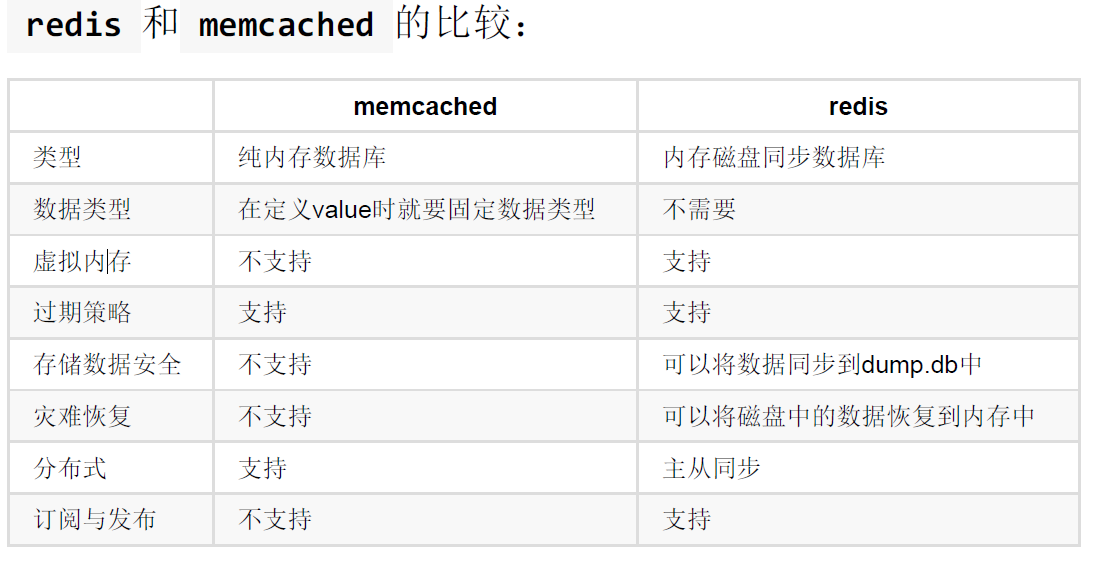 redis 和 memcached 的比较：
memcached redis
类型 纯内存数据库 内存磁盘同步数据库
数据类型 在定义value时就要固定数据类型 不需要
虚拟内存 不支持 支持
过期策略 支持 支持
存储数据安全 不支持 可以将数据同步到dump.db中
灾难恢复 不支持 可以将磁盘中的数据恢复到内存中
分布式 支持 主从同步
订阅与发布 不支持 支持